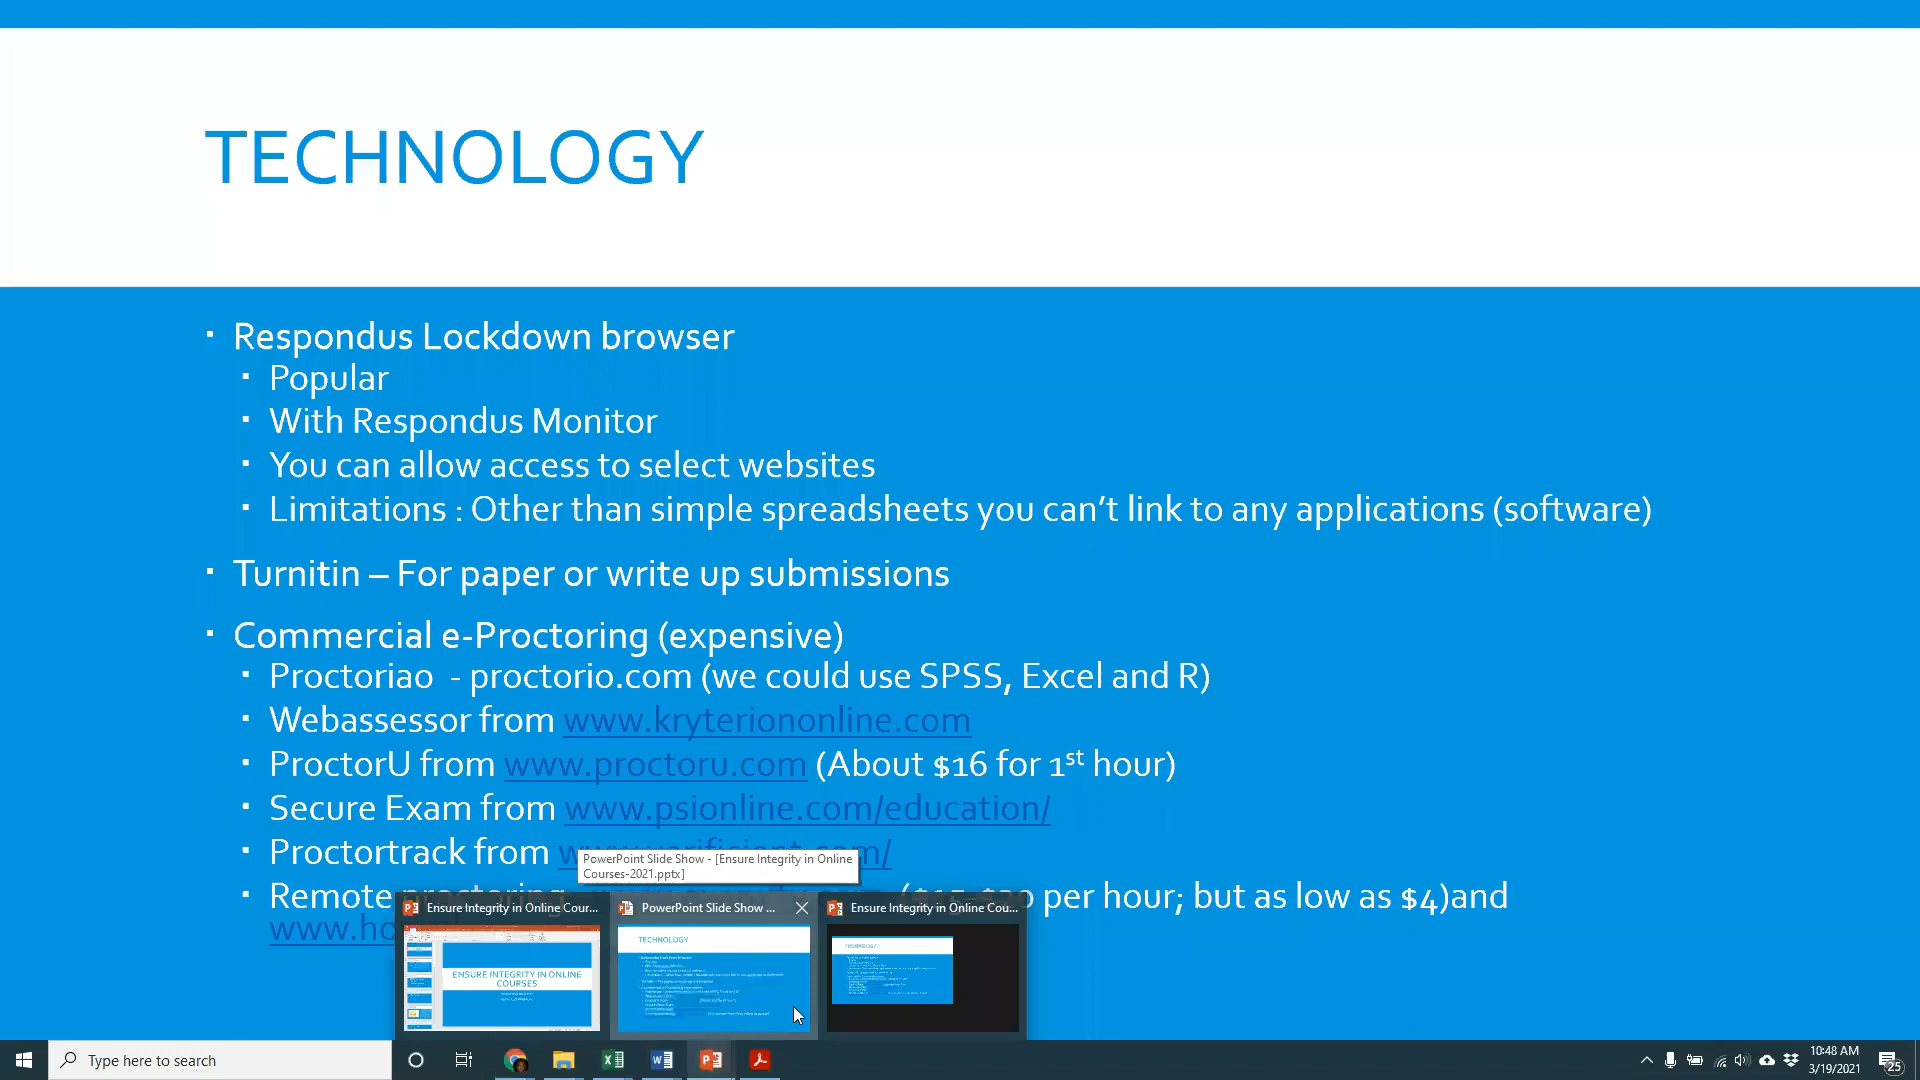 TECHNOLOGY
▪ Respondus Lockdown browser
▪ Popular
▪ With Respondus Monitor
▪ You can allow access to select websites
▪ Limitations : Other than simple spreadsheets you can’t link to any applications (software)
▪ Turnitin – For paper or write up submissions
▪ Commercial e-Proctoring (expensive)
▪ Proctoriao - proctorio.com (we could use SPSS, Excel and R)
▪ Webassessor from www.kryteriononline.com
▪ ProctorU from www.proctoru.com (About $16 for 1st hour)
▪ Secure Exam from www.psionline.com/education/
▪ Proctortrack from
PowerPoint Slide Show - [Ensure Integrity in Online
Courses-2021.pptx]
▪ Remote proctoring per hour; but as low as $4)and
www.ho
Ensure Integrity in Online Cour...
PowerPoint Slide Show ...
Ensure Integrity in Online Cou...
ENSURE INTEGRITY IN ONLINE
COURSES
TECHNOLOGY
Type here to search
10:48 AM
3/19/2021
25